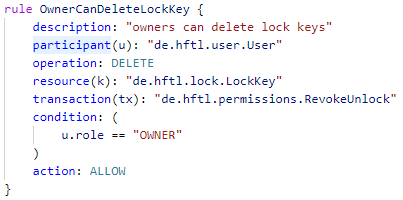 rule OwnerCanDeleteLockKey {
    description: "owners can delete lock keys"
    participant(u): "de.hftl.user.User"
    operation: DELETE
    resource(k): "de.hftl.lock.LockKey"
    transaction(tx): "de.hftl.permissions.RevokeUnlock"
    condition: (
        u.role == "OWNER"
    )
    action: ALLOW
}